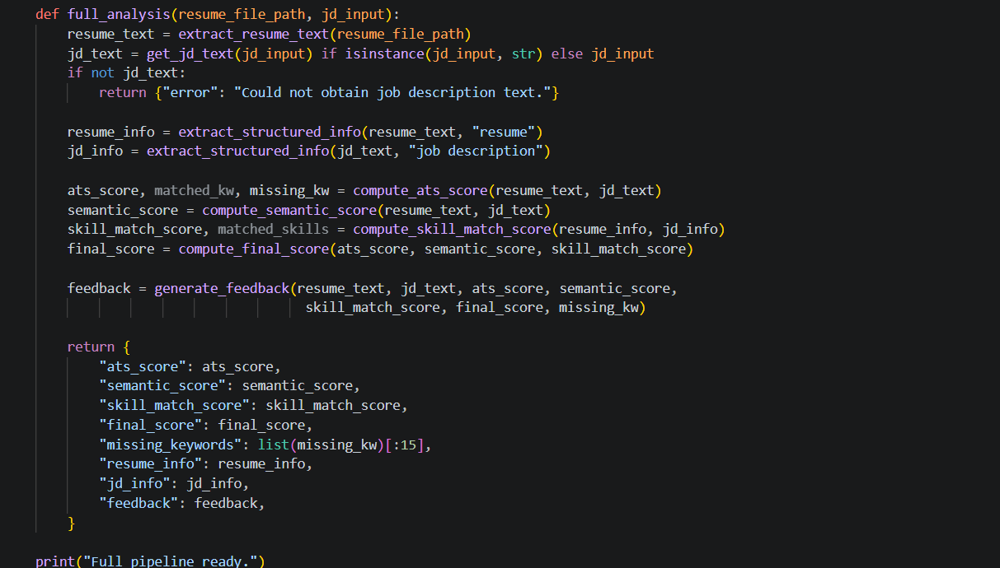 def full_analysis(resume_file_path, jd_input):
    resume_text = extract_resume_text(resume_file_path)
    jd_text = get_jd_text(jd_input) if isinstance(jd_input, str) else jd_input
    if not jd_text:
        return {"error": "Could not obtain job description text."}

    resume_info = extract_structured_info(resume_text, "resume")
    jd_info = extract_structured_info(jd_text, "job description")

    ats_score, matched_kw, missing_kw = compute_ats_score(resume_text, jd_text)
    semantic_score = compute_semantic_score(resume_text, jd_text)
    skill_match_score, matched_skills = compute_skill_match_score(resume_info, jd_info)
    final_score = compute_final_score(ats_score, semantic_score, skill_match_score)

    feedback = generate_feedback(resume_text, jd_text, ats_score, semantic_score,
                                  skill_match_score, final_score, missing_kw)

    return {
        "ats_score": ats_score,
        "semantic_score": semantic_score,
        "skill_match_score": skill_match_score,
        "final_score": final_score,
        "missing_keywords": list(missing_kw)[:15],
        "resume_info": resume_info,
        "jd_info": jd_info,
        "feedback": feedback,
    }

print("Full pipeline ready.")